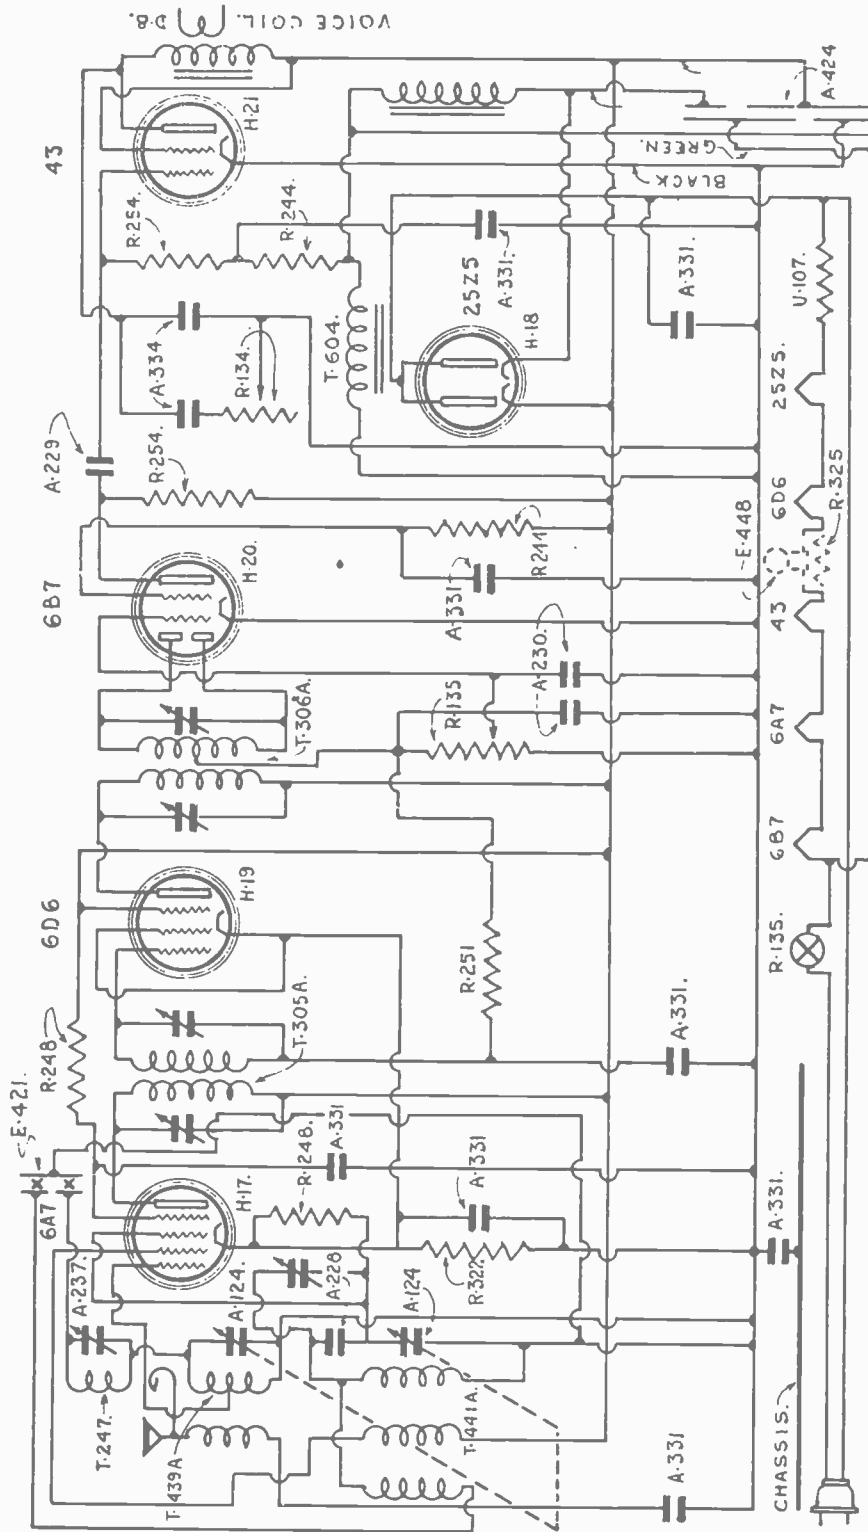 6A7
E·421.
R·248
6D6
6B7
A·229
43
VOICE COIL.
D·8.
A·237.
T·247.
T·439A
A·124.
H·17.
T·305A.
H·19
T·306A.
H·20.
R·254.
A·334
R·134.
R·254.
R·244.
H·21
R·248.
A·331
A·228
A·124
T·441A.
R·322
A·331
R·251
R·135
A·230.
A·331
R244
T·604.
25Z5
H·18
A·331.
BLACK
GREEN.
A·424
A·331
A·331.
A·331.
A·331.
E·448
CHASSIS.
R·135.
6B7
6A7
43
6D6
25Z5.
U·107.
R·325